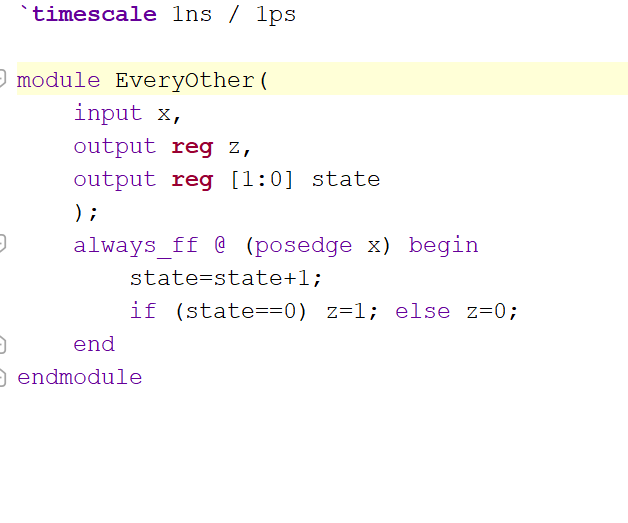 `timescale 1ns / 1ps
module EveryOther(
    input x,
    output reg z,
    output reg [1:0] state
    );
    always_ff @ (posedge x) begin
        state=state+1;
        if (state==0) z=1; else z=0;
    end
endmodule